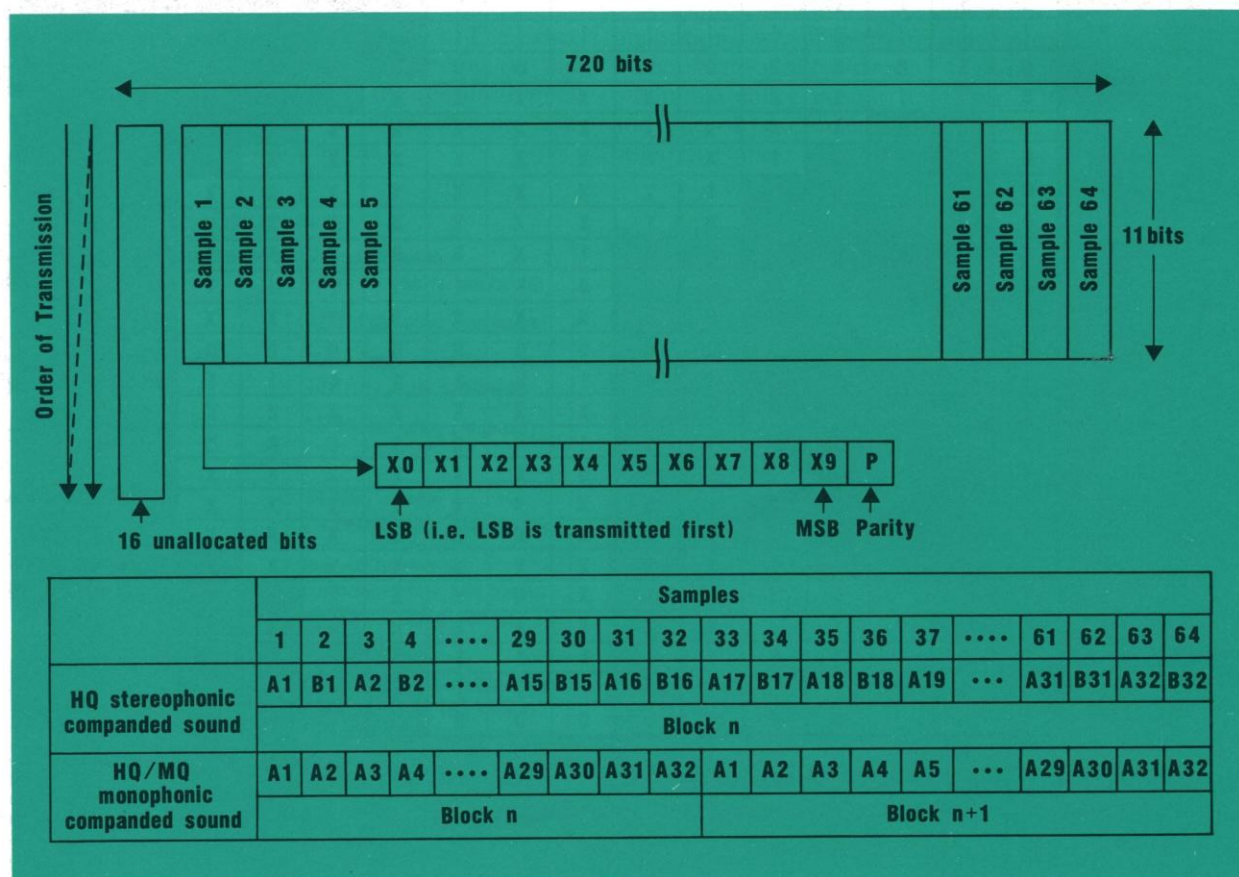 720 bits
Order of Transmission
Sample 1
Sample 2
Sample 3
Sample 4
Sample 5
Sample 61
Sample 62
Sample 63
Sample 64
11 bits
X0 X1 X2 X3 X4 X5 X6 X7 X8 X9 P
16 unallocated bits
LSB (i.e. LSB is transmitted first)
MSB Parity
Samples
1 2 3 4 .... 29 30 31 32 33 34 35 36 37 .... 61 62 63 64
HQ stereophonic
companded sound
A1 B1 A2 B2 .... A15 B15 A16 B16 A17 B17 A18 B18 A19 ... A31 B31 A32 B32
Block n
HQ/MQ
monophonic
companded sound
A1 A2 A3 A4 .... A29 A30 A31 A32 A1 A2 A3 A4 A5 ... A29 A30 A31 A32
Block n Block n+1